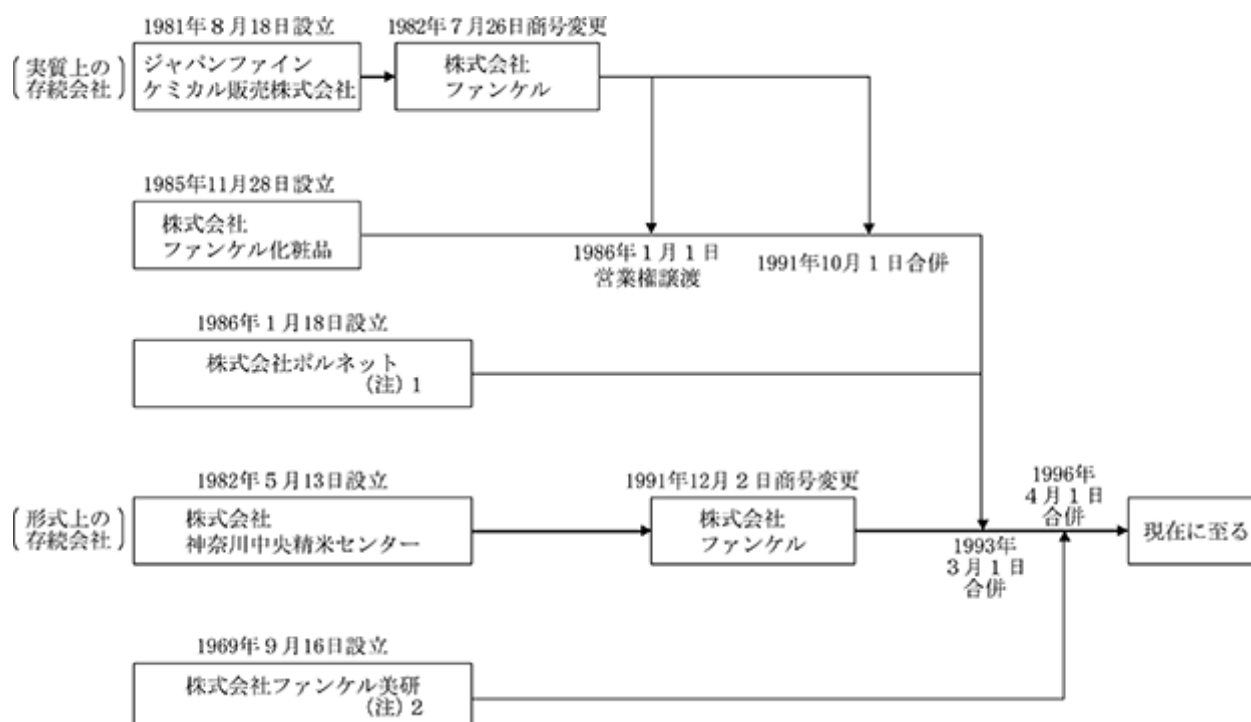 1981年8月18日設立
1982年7月26日商号変更
(実質上の
存続会社)
ジャパンファイン
ケミカル販売株式会社
株式会社
ファンケル
1985年11月28日設立
株式会社
ファンケル化粧品
1986年1月1日
営業権譲渡
1991年10月1日合併
1986年1月18日設立
株式会社ボルネット
(注)1
1982年5月13日設立
1991年12月2日商号変更
1996年
4月1日
合併
(形式上の
存続会社)
株式会社
神奈川中央精米センター
株式会社
ファンケル
現在に至る
1993年
3月1日
合併
1969年9月16日設立
株式会社ファンケル美研
(注)2